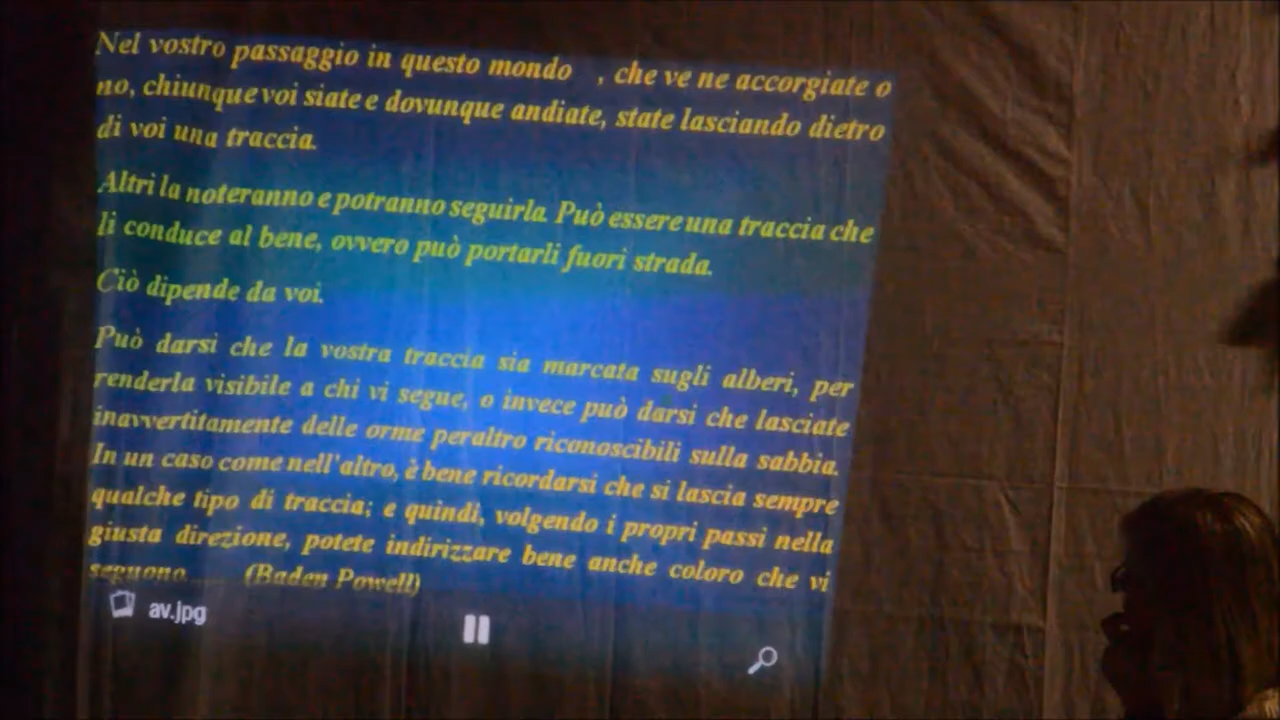 Nel vostro passaggio in questo mondo , che ve ne accorgiate o
no, chiunque voi siate e dovunque andiate, state lasciando dietro
di voi una traccia.
Altri la noteranno e potranno seguirla. Può essere una traccia che
li conduce al bene, ovvero può portarli fuori strada.
Ciò dipende da voi.
Può darsi che la vostra traccia sia marcata sugli alberi, per
renderla visibile a chi vi segue, o invece può darsi che lasciate
inavvertitamente delle orme peraltro riconoscibili sulla sabbia.
In un caso come nell'altro, è bene ricordarsi che si lascia sempre
qualche tipo di traccia; e quindi, volgendo i propri passi nella
giusta direzione, potete indirizzare bene anche coloro che vi
seguono. (Baden Powell)
av.jpg